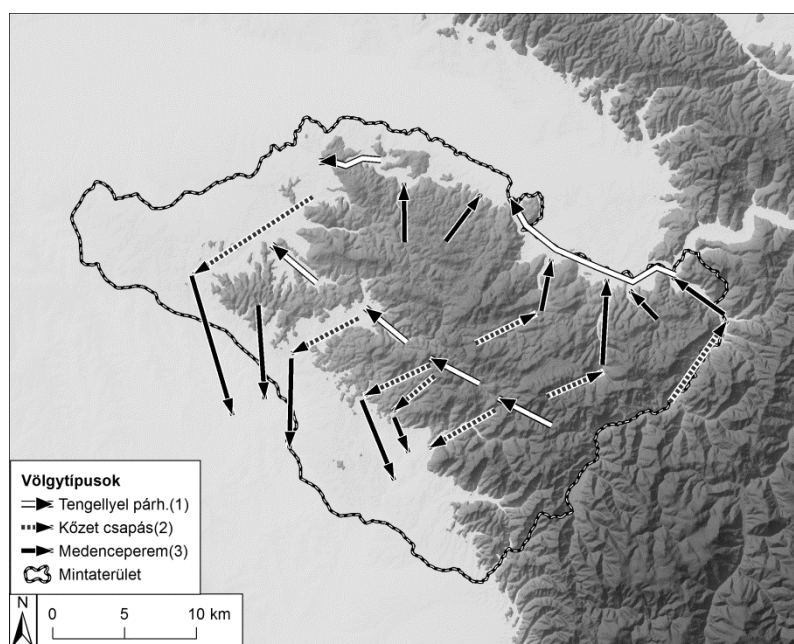 Völgytípusok
Tengellyel párh.(1)
Kőzet csapás(2)
Medenceperem(3)
Mintaterület
N
0 5 10 km